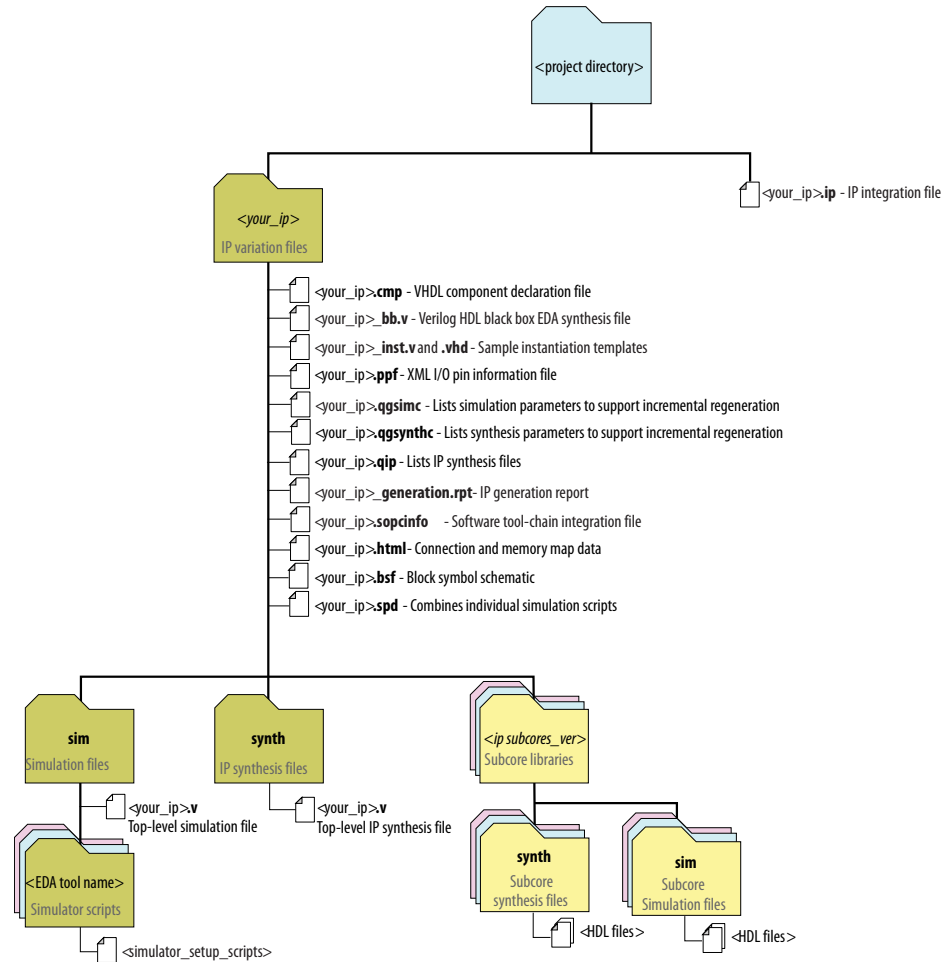 <project directory>
<your_ip>.ip - IP integration file
<your_ip>
IP variation files
<your_ip>.cmp - VHDL component declaration file
<your_ip>_bb.v - Verilog HDL black box EDA synthesis file
<your_ip>_inst.v and .vhd - Sample instantiation templates
<your_ip>.ppf - XML I/O pin information file
<your_ip>.qgsimc - Lists simulation parameters to support incremental regeneration
<your_ip>.qgsynthc - Lists synthesis parameters to support incremental regeneration
<your_ip>.qip - Lists IP synthesis files
<your_ip>_generation.rpt- IP generation report
<your_ip>.sopcinfo - Software tool-chain integration file
<your_ip>.html- Connection and memory map data
<your_ip>.bsf - Block symbol schematic
<your_ip>.spd - Combines individual simulation scripts
sim
Simulation files
synth
IP synthesis files
<ip subcores_ver>
Subcore libraries
<your_ip>.v
Top-level simulation file
<your_ip>.v
Top-level IP synthesis file
<EDA tool name>
Simulator scripts
<simulator_setup_scripts>
synth
Subcore
synthesis files
<HDL files>
sim
Subcore
Simulation files
<HDL files>